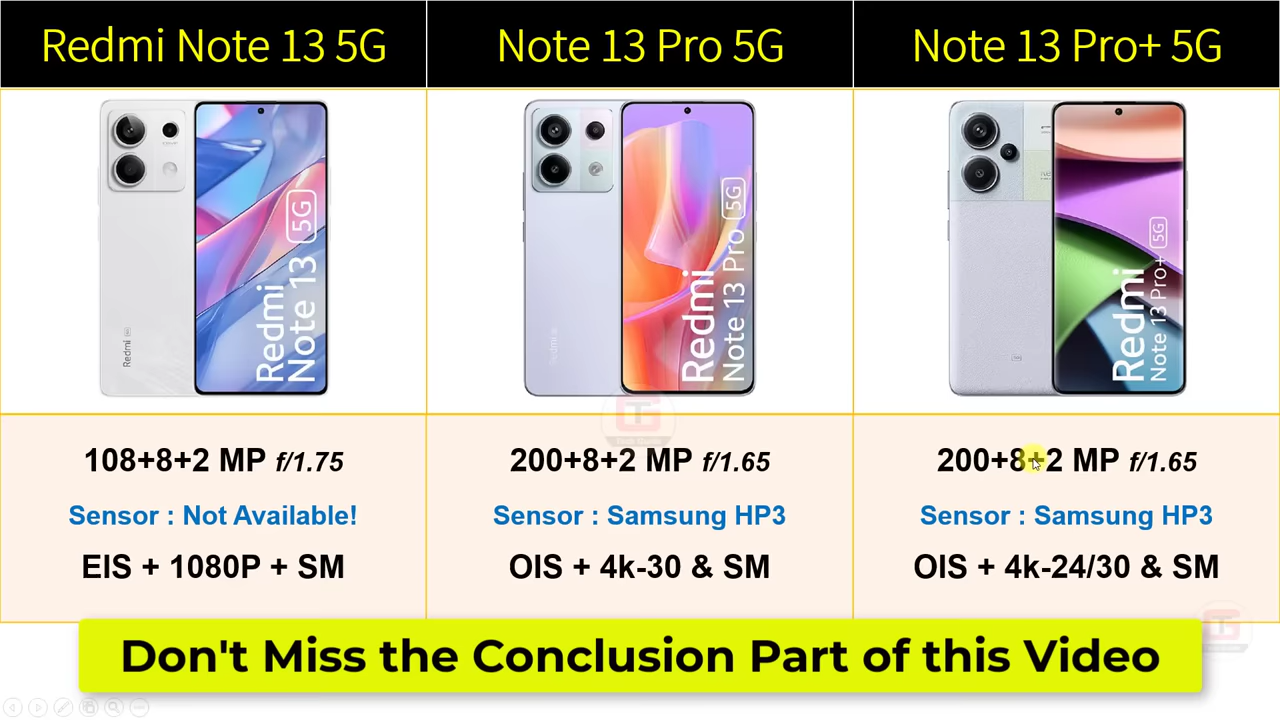 Redmi Note 13 5G
Note 13 Pro 5G
Note 13 Pro+ 5G
Redmi
Note 13 5G
Redmi
Redmi
Note 13 Pro 5G
Redmi
Note 13 Pro+ 5G
108+8+2 MP f/1.75
Sensor : Not Available!
EIS + 1080P + SM
200+8+2 MP f/1.65
Sensor : Samsung HP3
OIS + 4k-30 & SM
200+8+2 MP f/1.65
Sensor : Samsung HP3
OIS + 4k-24/30 & SM
Don't Miss the Conclusion Part of this Video